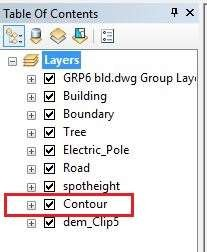 Table Of Contents
Layers
GRP6 bld.dwg Group Laye
Building
Boundary
Tree
Electric_Pole
Road
spotheight
Contour
dem_Clip5